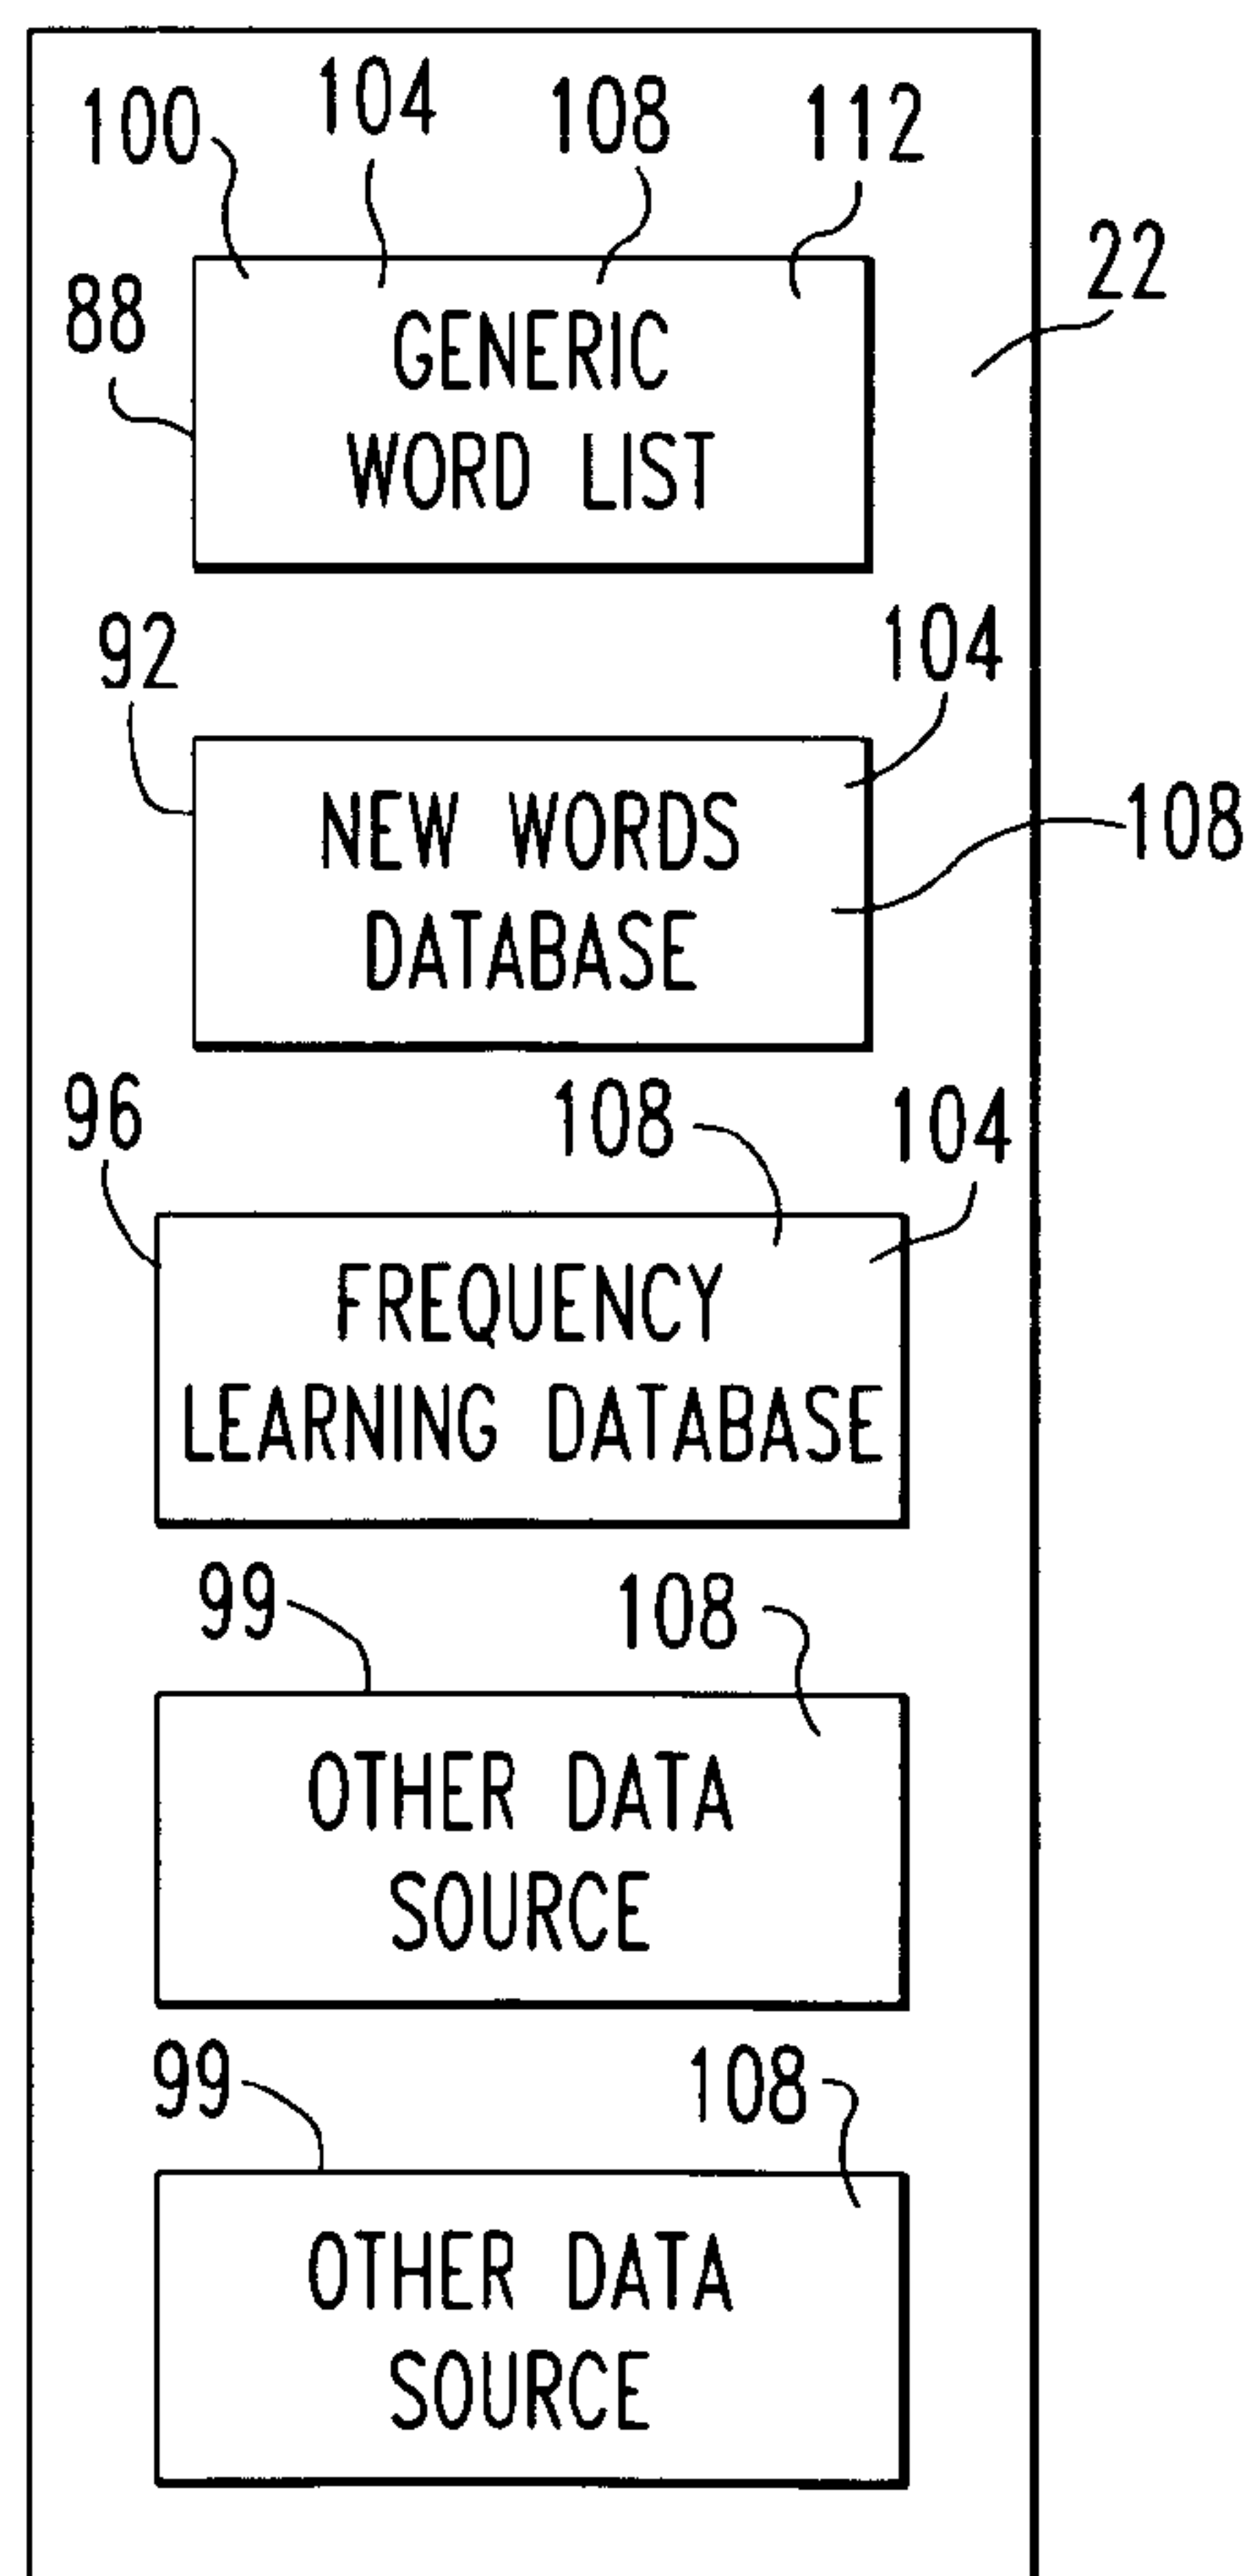 100 104 108 112
22
88
GENERIC
WORD LIST
92
104
108
NEW WORDS
DATABASE
96
108
104
FREQUENCY
LEARNING DATABASE
99
108
OTHER DATA
SOURCE
99
108
OTHER DATA
SOURCE